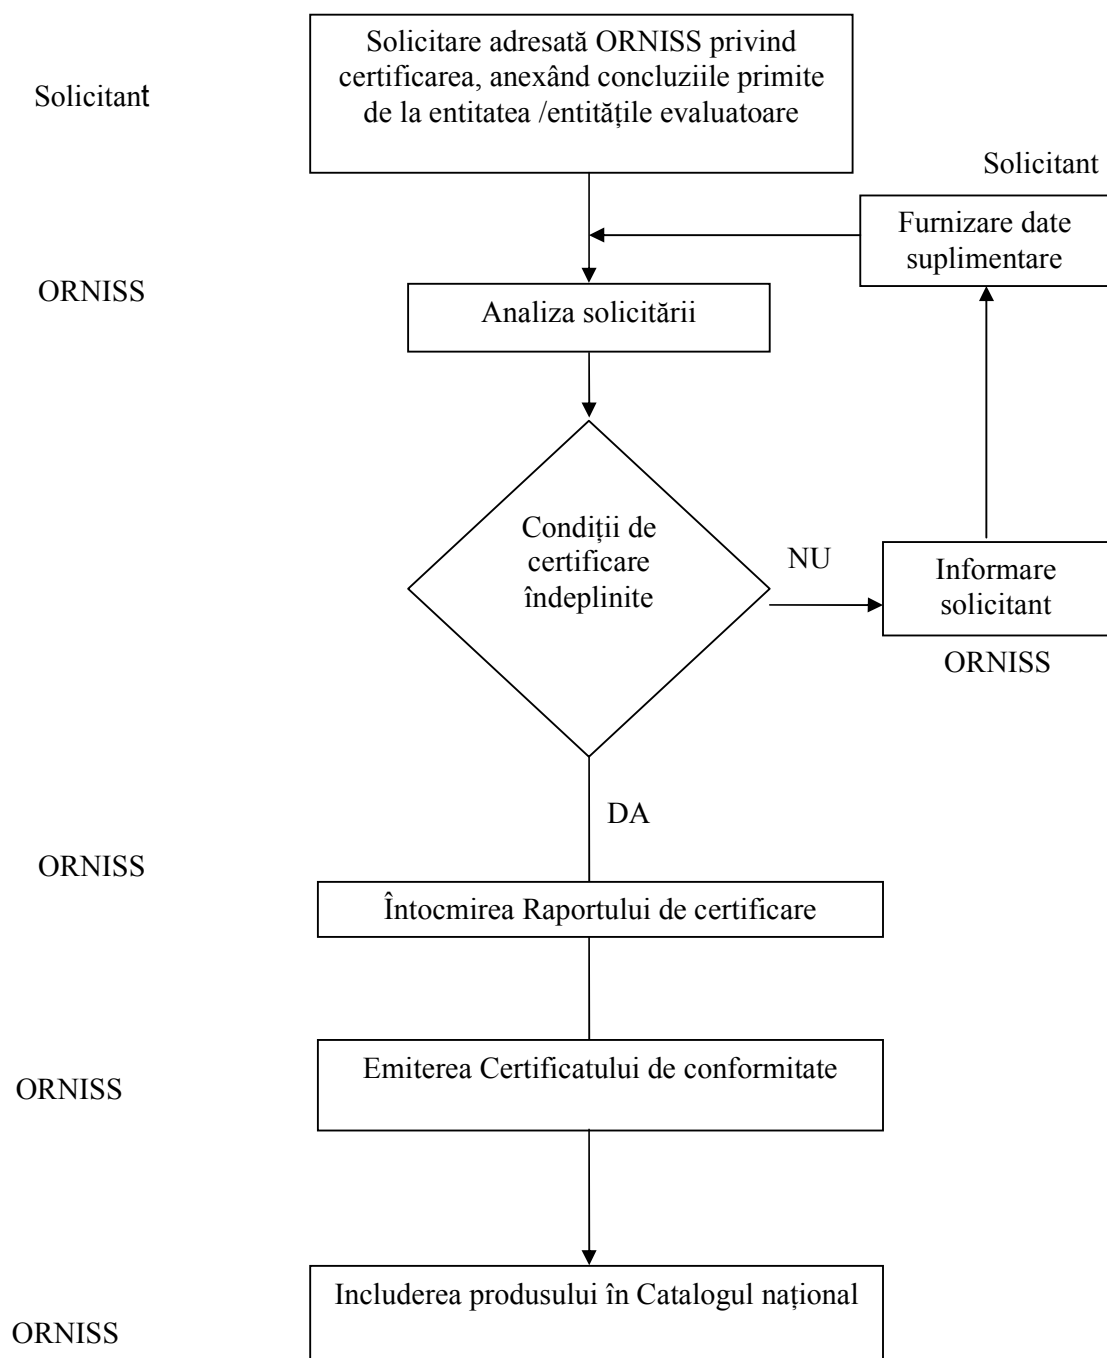 Solicitare adresată ORNISS privind
certificarea, anexând concluziile primite
de la entitatea /entitățile evaluatoare
Solicitant
Solicitant
Furnizare date
suplimentare
ORNISS
Analiza solicitării
Condiții de
certificare
îndeplinite
NU
Informare
solicitant
ORNISS
DA
ORNISS
Întocmirea Raportului de certificare
Emiterea Certificatului de conformitate
ORNISS
Includerea produsului în Catalogul național
ORNISS